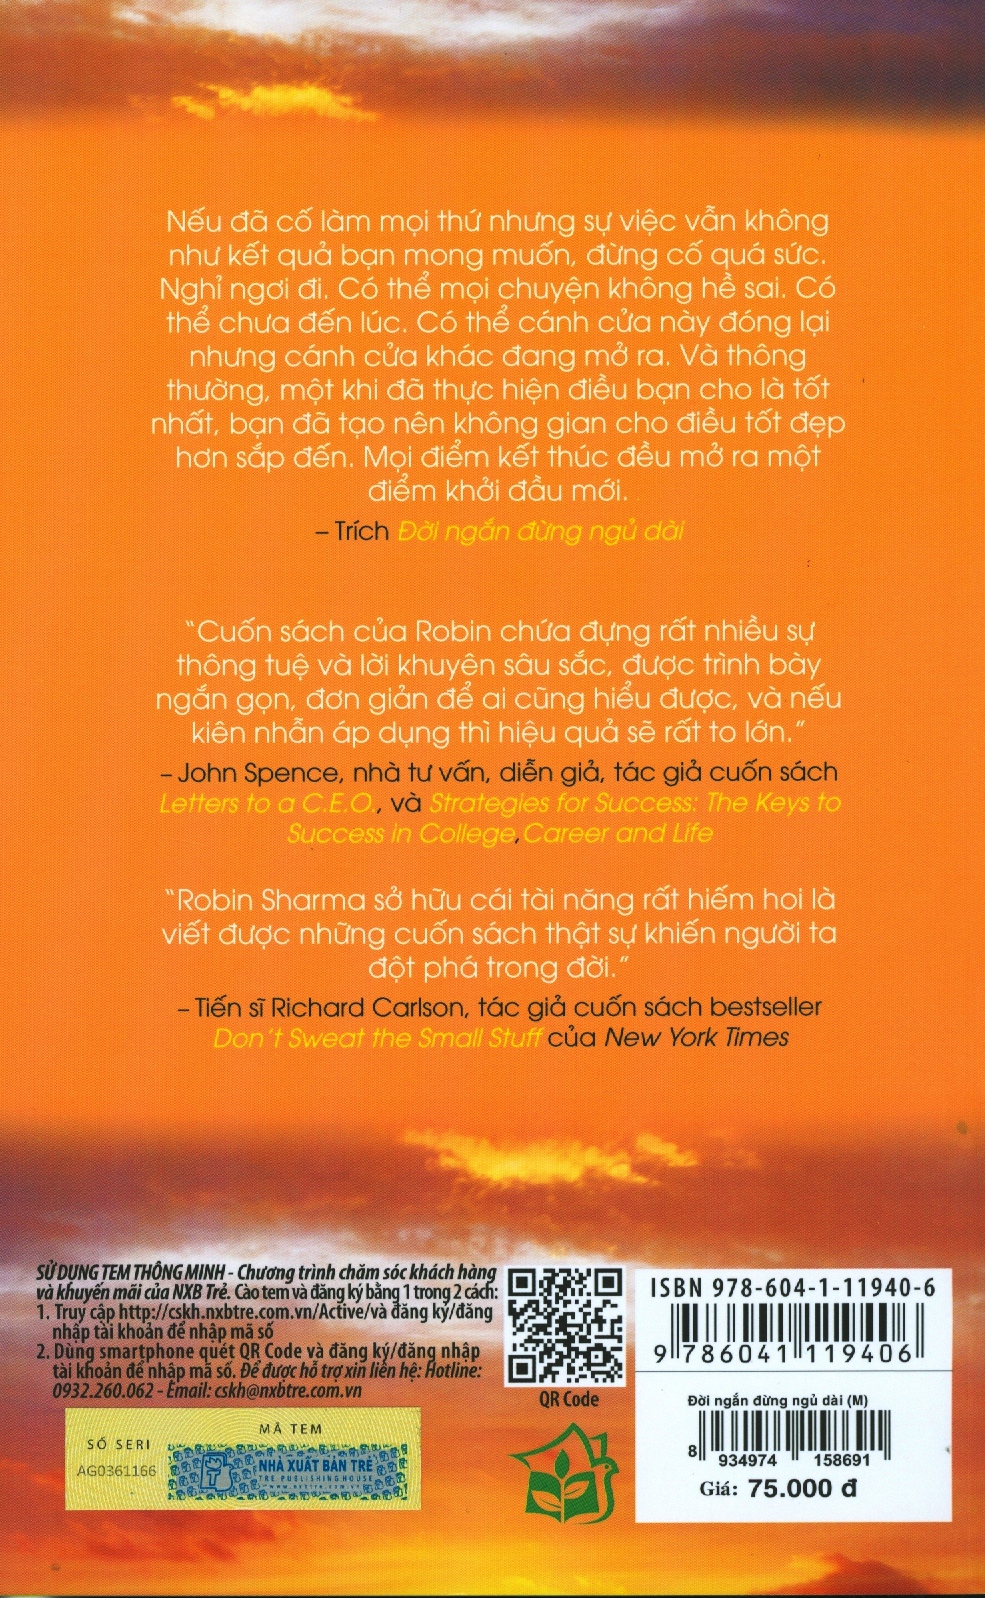 Nếu đã cố làm mọi thứ nhưng sự việc vẫn không
như kết quả bạn mong muốn, đừng cố quá sức.
Nghỉ ngơi đi. Có thể mọi chuyện không hề sai. Có
thể chưa đến lúc. Có thể cánh cửa này đóng lại
nhưng cánh cửa khác đang mở ra. Và thông
thường, một khi đã thực hiện điều bạn cho là tốt
nhất, bạn đã tạo nên không gian cho điều tốt đẹp
hơn sắp đến. Mọi điểm kết thúc đều mở ra một
điểm khởi đầu mới.
– Trích Đời ngắn đừng ngủ dài
“Cuốn sách của Robin chứa đựng rất nhiều sự
thông tuệ và lời khuyên sâu sắc, được trình bày
ngắn gọn, đơn giản để ai cũng hiểu được, và nếu
kiên nhẫn áp dụng thì hiệu quả sẽ rất to lớn.”
– John Spence, nhà tư vấn, diễn giả, tác giả cuốn sách
Letters to a C.E.O., và Strategies for Success: The Keys to
Success in College, Career and Life
“Robin Sharma sở hữu cái tài năng rất hiếm hoi là
viết được những cuốn sách thật sự khiến người ta
đột phá trong đời.”
– Tiến sĩ Richard Carlson, tác giả cuốn sách bestseller
Don’t Sweat the Small Stuff của New York Times
SỬ DỤNG TEM THÔNG MINH - Chương trình chăm sóc khách hàng
và khuyến mãi của NXB Trẻ. Cào tem và đăng ký bằng 1 trong 2 cách:
1. Truy cập http://cskh.nxbtre.com.vn/Active/và đăng ký/đăng
nhập tài khoản để nhập mã số
2. Dùng smartphone quét QR Code và đăng ký/đăng nhập
tài khoản để nhập mã số. Để được hỗ trợ xin liên hệ: Hotline:
0932.260.062 - Email: cskh@nxbtre.com.vn
QR Code
SỐ SERI
AG0361166
MÃ TEM
NHÀ XUẤT BẢN TRẺ
TRE PUBLISHING HOUSE
www.nxbtre.com.vn
ISBN 978-604-1-11940-6
9 786041 119406
Đời ngắn đừng ngủ dài (M)
8 934974 158691
Giá: 75.000 đ